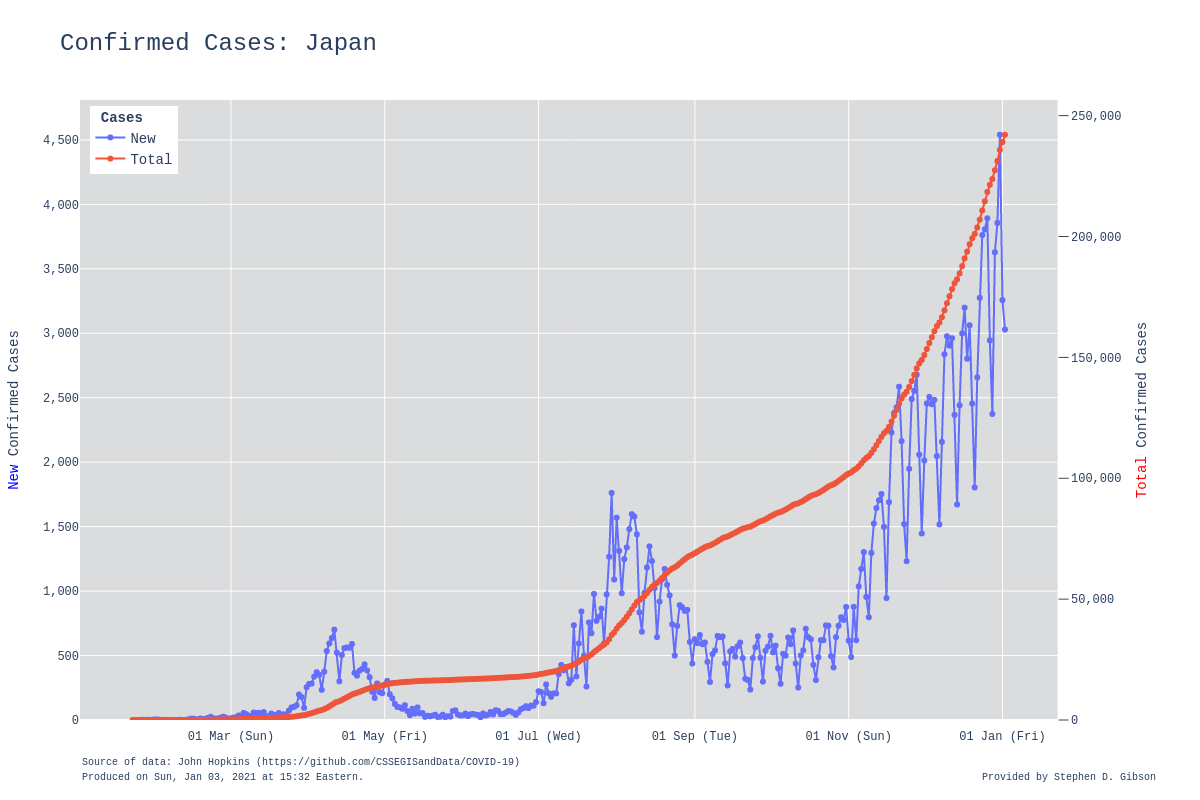 Confirmed Cases: Japan
Cases
New
Total
4,500
4,000
3,500
3,000
2,500
2,000
1,500
1,000
500
0
250,000
200,000
150,000
100,000
50,000
0
New Confirmed Cases
Total Confirmed Cases
01 Mar (Sun) 01 May (Fri) 01 Jul (Wed) 01 Sep (Tue) 01 Nov (Sun) 01 Jan (Fri)
Source of data: John Hopkins (https://github.com/CSSEGISandData/COVID-19)
Produced on Sun, Jan 03, 2021 at 15:32 Eastern.
Provided by Stephen D. Gibson